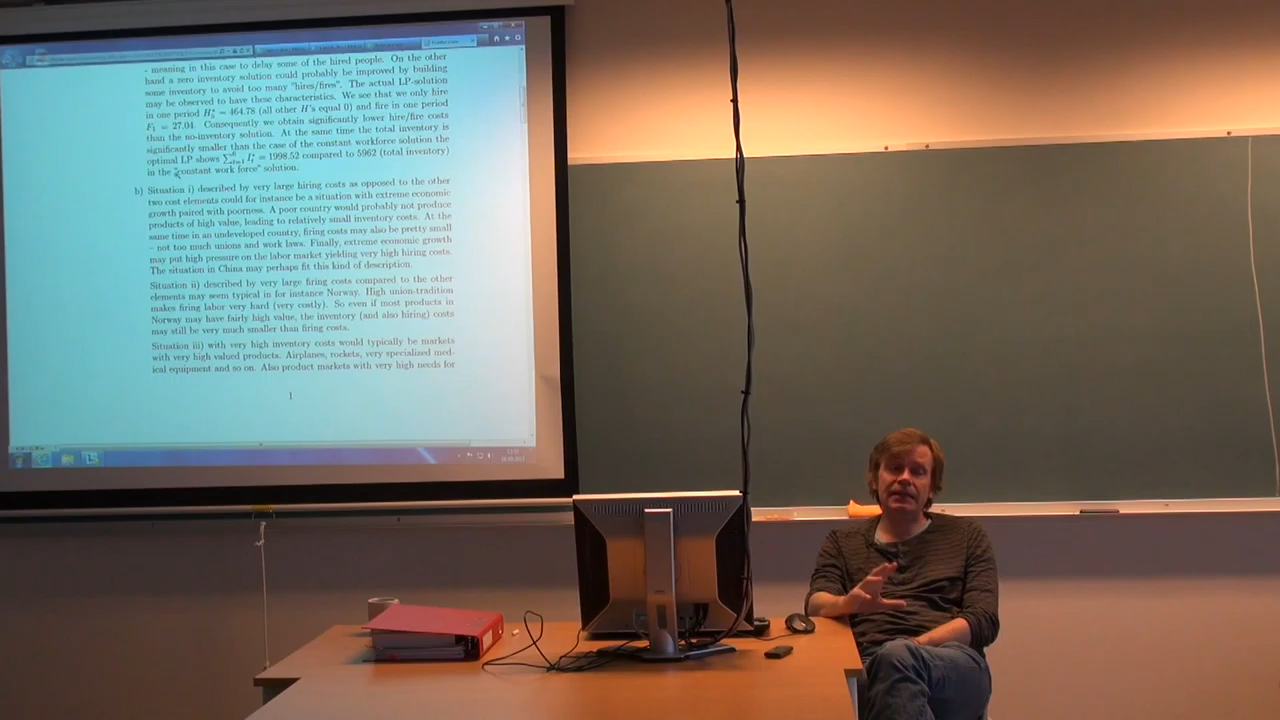 - meaning in this case to delay some of the hired people. On the other
hand a zero inventory solution could probably be improved by building
some inventory to avoid too many "hires/fires". The actual LP-solution
may be observed to have these characteristics. We see that we only hire
in one period H₅* = 464.78 (all other H's equal 0) and fire in one period
F₁ = 27.04. Consequently we obtain significantly lower hire/fire costs
than the no-inventory solution. At the same time the total inventory is
significantly smaller than the case of the constant workforce solution the
optimal LP shows ∑ I* = 1998.52 compared to 5962 (total inventory)
in the "constant work force" solution.
b) Situation i) described by very large hiring costs as opposed to the other
two cost elements could for instance be a situation with extreme economic
growth paired with poorness. A poor country would probably not produce
products of high value, leading to relatively small inventory costs. At the
same time in an undeveloped country, firing costs may also be pretty small
– not too much unions and work laws. Finally, extreme economic growth
may put high pressure on the labor market yielding very high hiring costs.
The situation in China may perhaps fit this kind of description.
Situation ii) described by very large firing costs compared to the other
elements may seem typical in for instance Norway. High union-tradition
makes firing labor very hard (very costly). So even if most products in
Norway may have fairly high value, the inventory (and also hiring) costs
may still be very much smaller than firing costs.
Situation iii) with very high inventory costs would typically be markets
with very high valued products. Airplanes, rockets, very specialized med-
ical equipment and so on. Also product markets with very high needs for
1